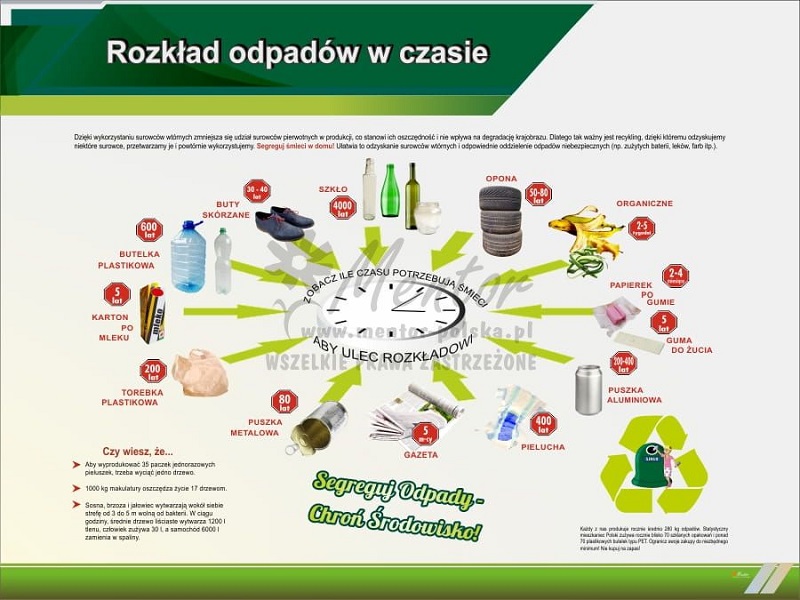 Rozkład odpadów w czasie
Dzięki wykorzystaniu surowców wtórnych zmniejsza się udział surowców pierwotnych w produkcji, co stanowi ich oszczędność i nie wpływa na degradację krajobrazu. Dlatego tak ważny jest recykling, dzięki któremu odzyskujemy
niektóre surowce, przetwarzamy je i powtórnie wykorzystujemy. Segreguj śmieci w domu! Ułatwia to odzyskanie surowców wtórnych i odpowiednie oddzielenie odpadów niebezpiecznych (np. zużytych baterii, leków, farb itp.).
BUTELKA
PLASTIKOWA
600
lat
BUTY
SKÓRZANE
30 - 40
lat
SZKŁO
4000
lat
OPONA
50-80
lat
ORGANICZNE
2-5
tygodni
PAPIEREK
PO
GUMIE
2-4
miesiące
GUMA
DO ŻUCIA
5
lat
PUSZKA
ALUMINIOWA
200-400
lat
PIELUCHA
400
lat
GAZETA
5
m-cy
PUSZKA
METALOWA
80
lat
TOREBKA
PLASTIKOWA
200
lat
KARTON
PO
MLEKU
5
lat
mleko
ZOBACZ ILE CZASU POTRZEBUJĄ ŚMIECI
ABY ULEC ROZKŁADOWI
Mentor
www.mentor-polska.pl
WSZELKIE PRAWA ZASTRZEŻONE
Czy wiesz, że...
Aby wyprodukować 35 paczek jednorazowych
pieluszek, trzeba wyciąć jedno drzewo.
1000 kg makulatury oszczędza życie 17 drzewom.
Sosna, brzoza i jałowiec wytwarzają wokół siebie
strefę od 3 do 5 m wolną od bakterii. W ciągu
godziny, średnie drzewo liściaste wytwarza 1200 l
tlenu, człowiek zużywa 30 l, a samochód 6000 l
zamienia w spaliny.
Segreguj Odpady -
Chroń Środowisko!
Każdy z nas produkuje rocznie średnio 280 kg odpadów. Statystyczny
mieszkaniec Polski zużywa rocznie blisko 70 szklanych opakowań i ponad
70 plastikowych butelek typu PET. Ogranicz swoje zakupy do niezbędnego
minimum! Nie kupuj na zapas!